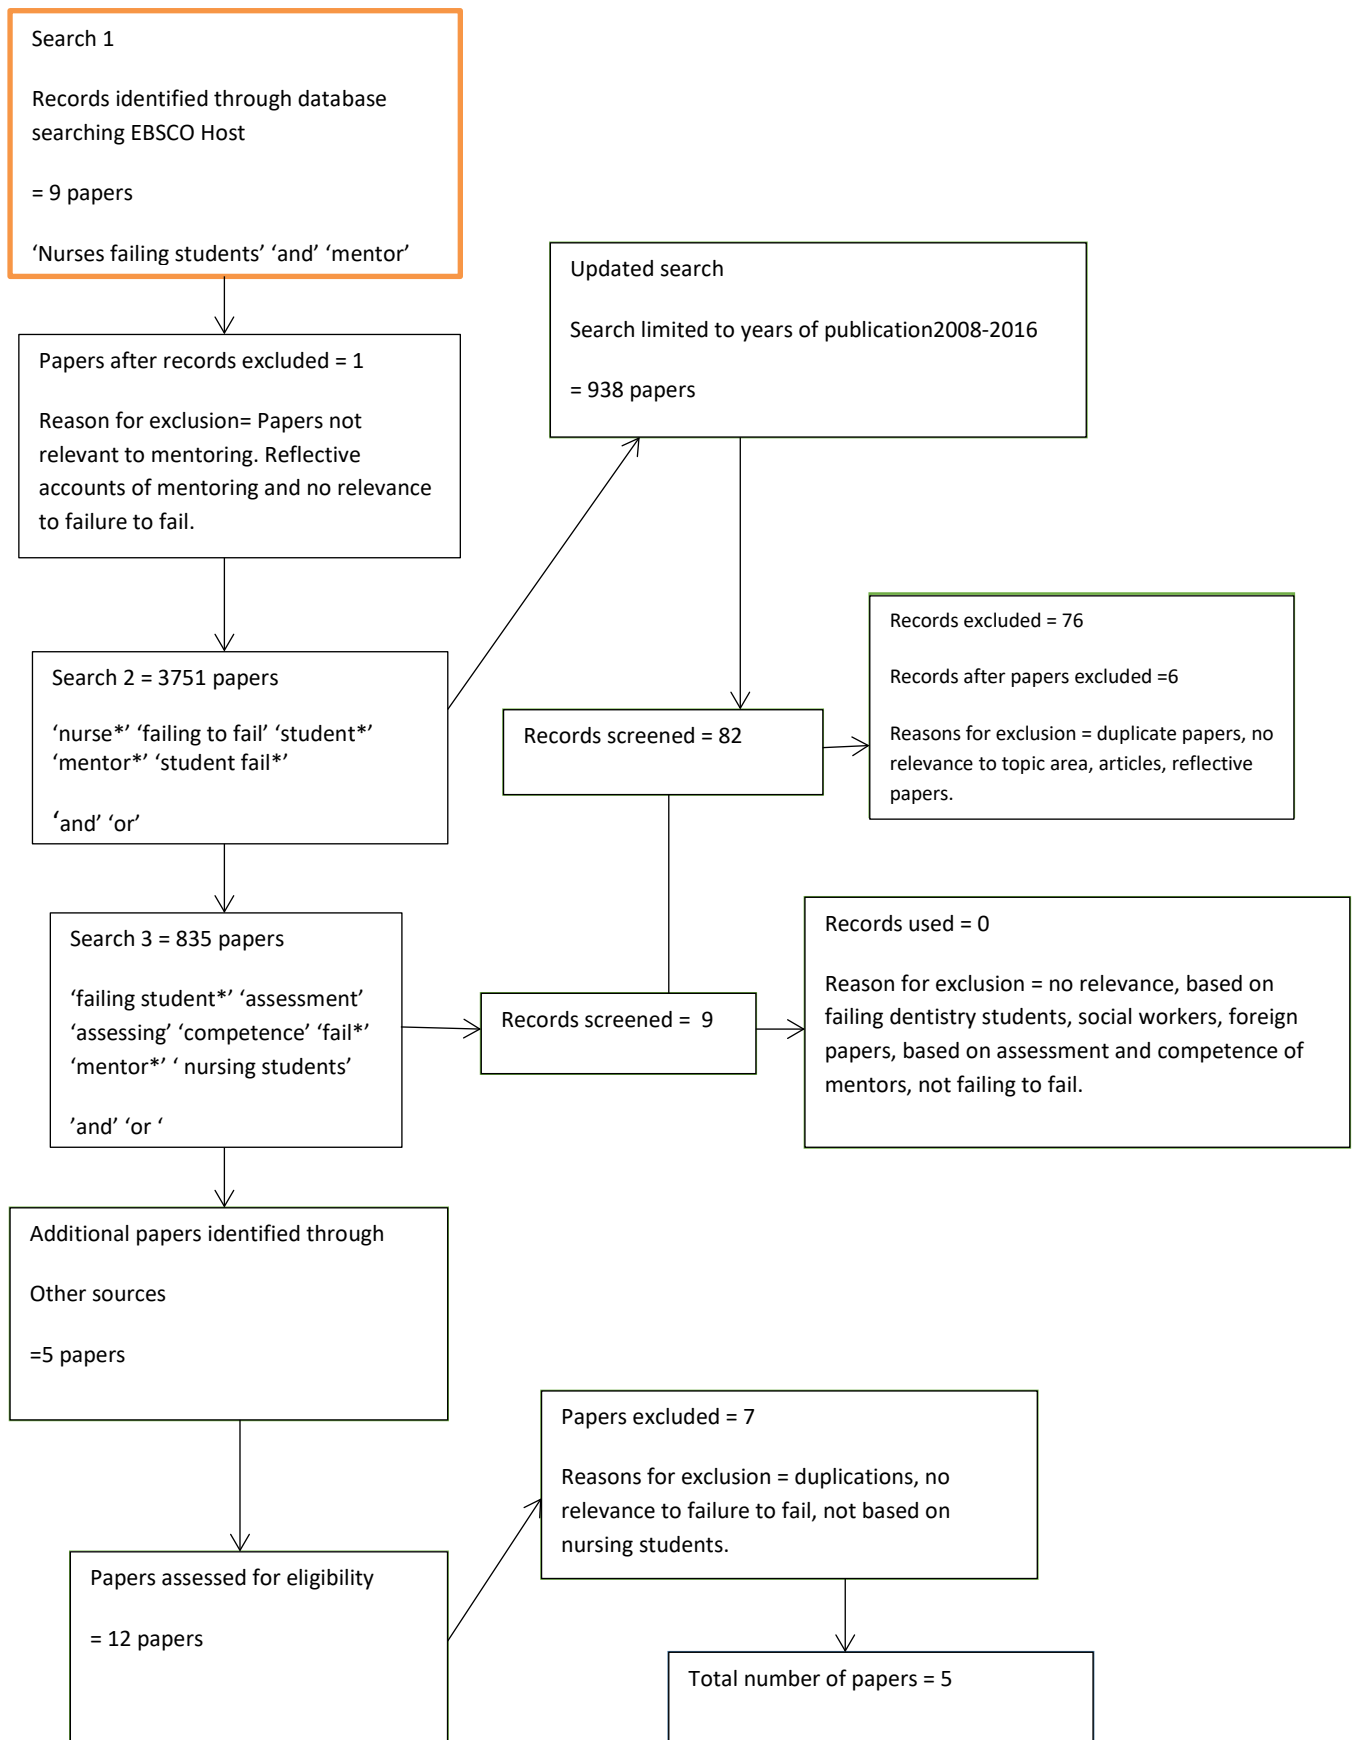 Search 1
Records identified through database
searching EBSCO Host
= 9 papers
‘Nurses failing students’ ‘and’ ‘mentor’
Papers after records excluded = 1
Reason for exclusion= Papers not
relevant to mentoring. Reflective
accounts of mentoring and no relevance
to failure to fail.
Search 2 = 3751 papers
‘nurse*’ ‘failing to fail’ ‘student*’
‘mentor*’ ‘student fail*’
‘and’ ‘or’
Updated search
Search limited to years of publication2008-2016
= 938 papers
Records screened = 82
Records excluded = 76
Records after papers excluded =6
Reasons for exclusion = duplicate papers, no
relevance to topic area, articles, reflective
papers.
Search 3 = 835 papers
‘failing student*’ ‘assessment’
‘assessing’ ‘competence’ ‘fail*’
‘mentor*’ ‘ nursing students’
’and’ ‘or ‘
Records screened =  9
Records used = 0
Reason for exclusion = no relevance, based on
failing dentistry students, social workers, foreign
papers, based on assessment and competence of
mentors, not failing to fail.
Additional papers identified through
Other sources
=5 papers
Papers assessed for eligibility
= 12 papers
Papers excluded = 7
Reasons for exclusion = duplications, no
relevance to failure to fail, not based on
nursing students.
Total number of papers = 5